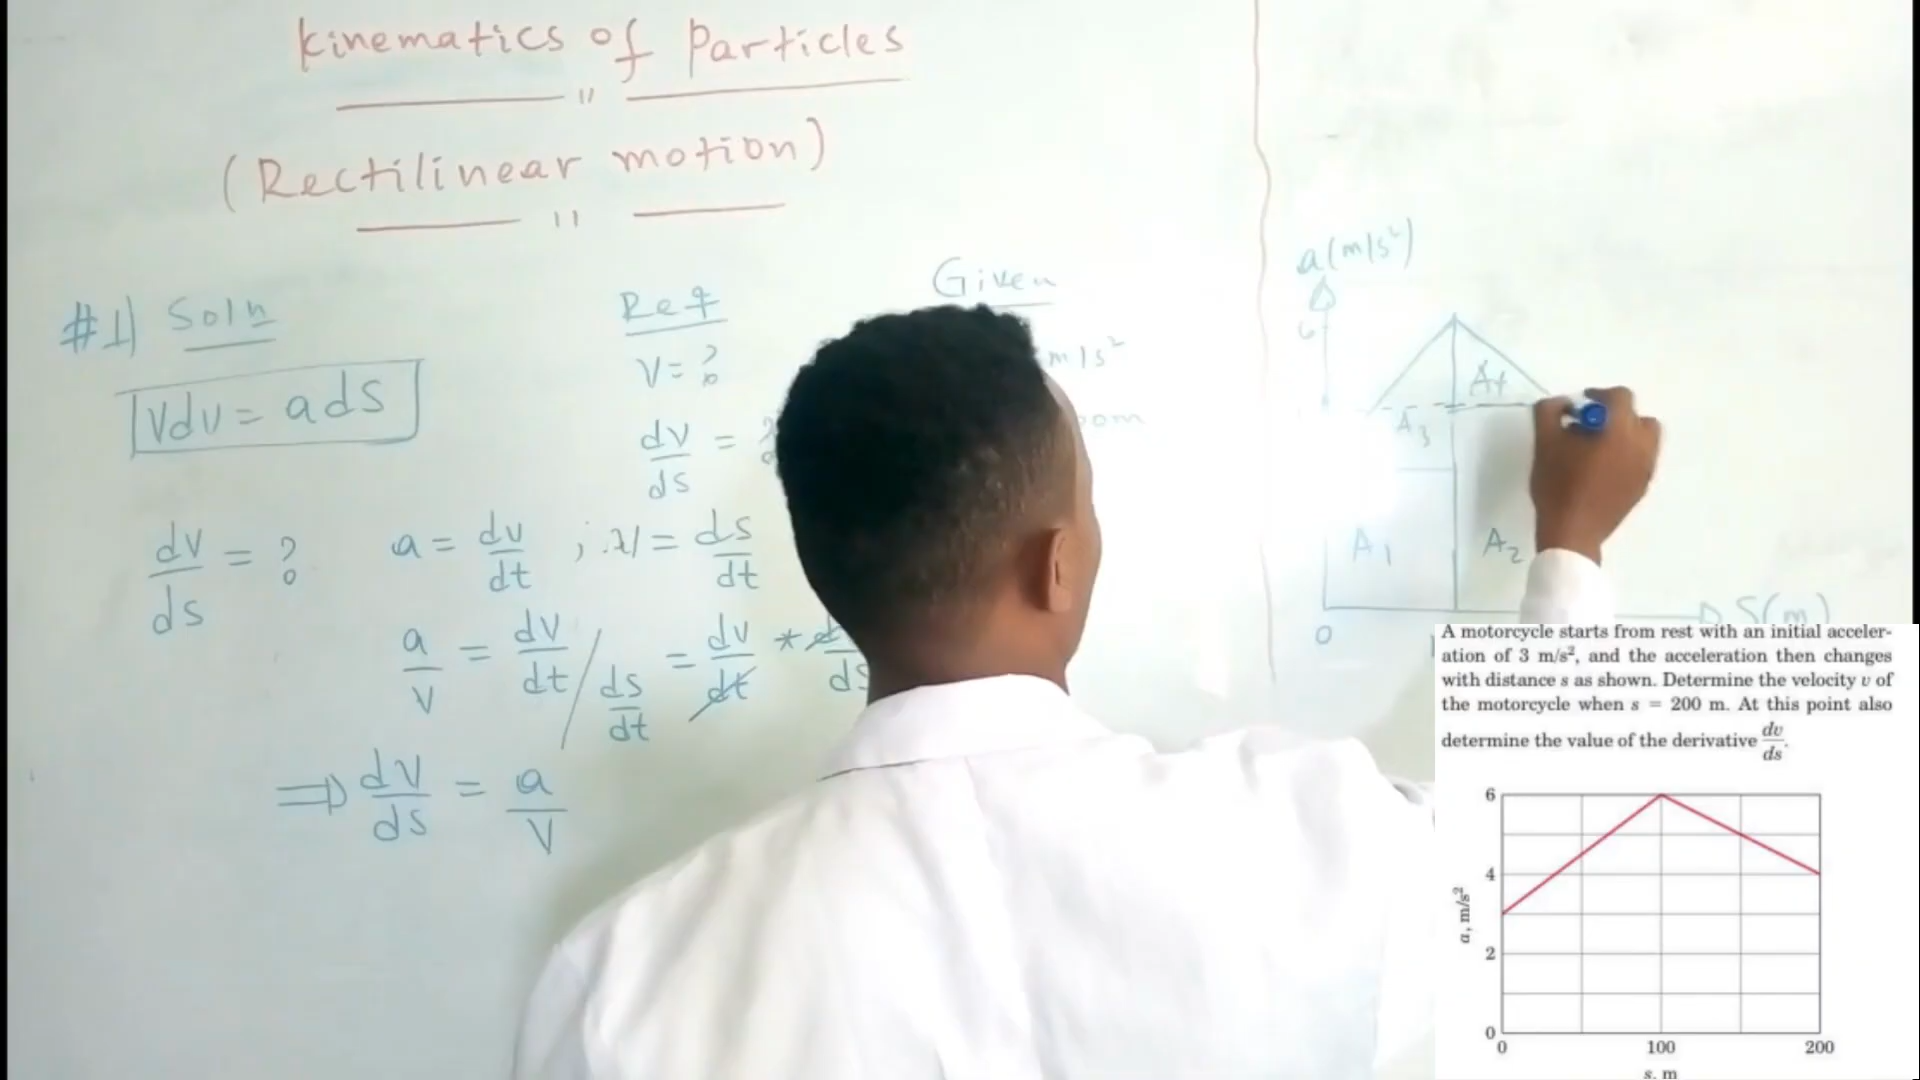 Kinematics of Particles
(Rectilinear motion)
#1) Soln
Vdv = ads
Req
V = ?
dv/ds = ?
Given
m/s²
dv/ds = ?
a = dv/dt ; v = ds/dt
a/v = dv/dt / ds/dt = dv/dt *
⇒ dv/ds = a/v
a(m/s²)
6
A4
A3
A1
A2
0
S(m)
A motorcycle starts from rest with an initial acceler-
ation of 3 m/s², and the acceleration then changes
with distance s as shown. Determine the velocity v of
the motorcycle when s = 200 m. At this point also
determine the value of the derivative dv/ds.
6
4
2
0
a, m/s²
0 100 200
s, m